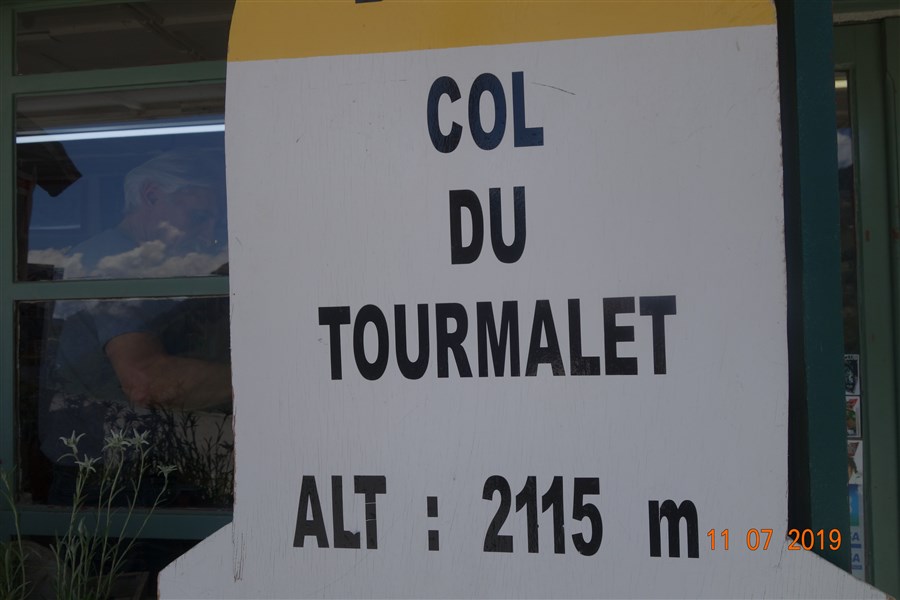 COL
DU
TOURMALET
ALT : 2115 m
11 07 2019